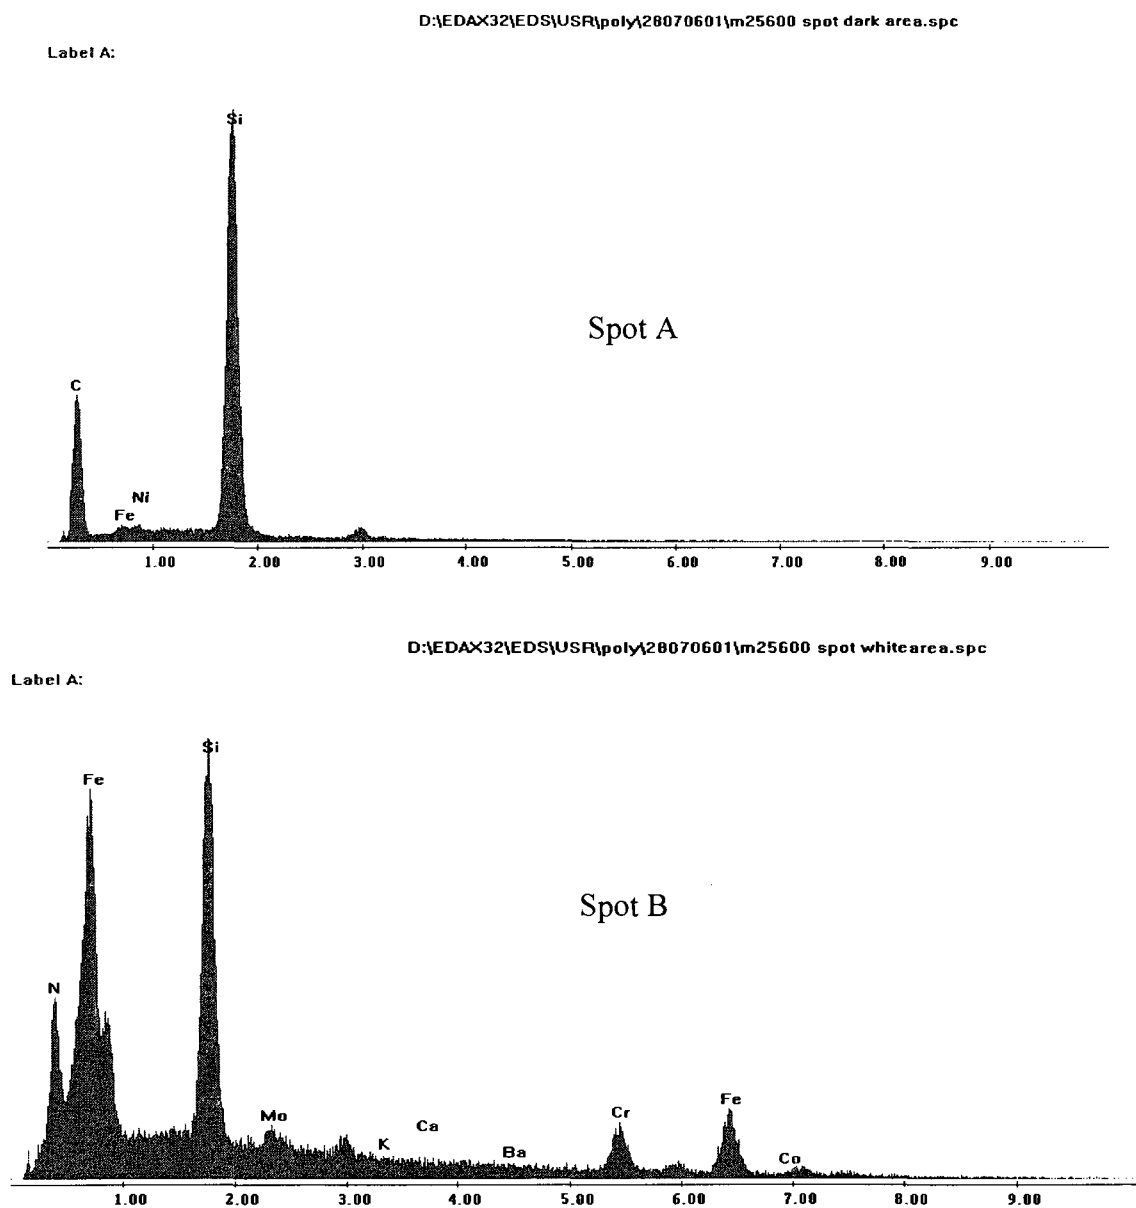 D:\EDAX32\EDS\USR\poly\28070601\m25600 spot dark area.spc
Label A:
Si
Spot A
C
Ni
Fe
1.00 2.00 3.00 4.00 5.00 6.00 7.00 8.00 9.00
D:\EDAX32\EDS\USR\poly\28070601\m25600 spot whitearea.spc
Label A:
Si
Fe
Spot B
N
Mo
Ca
K
Ba
Cr
Fe
Co
1.00 2.00 3.00 4.00 5.00 6.00 7.00 8.00 9.00